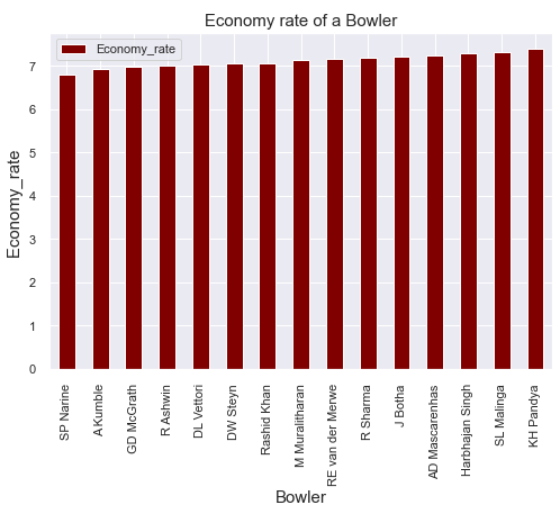 Economy rate of a Bowler
Economy_rate
7
6
5
4
3
2
1
0
Economy_rate
SP Narine
A Kumble
GD McGrath
R Ashwin
DL Vettori
DW Steyn
Rashid Khan
M Muralitharan
RE van der Merwe
R Sharma
J Botha
AD Mascarenhas
Harbhajan Singh
SL Malinga
KH Pandya
Bowler